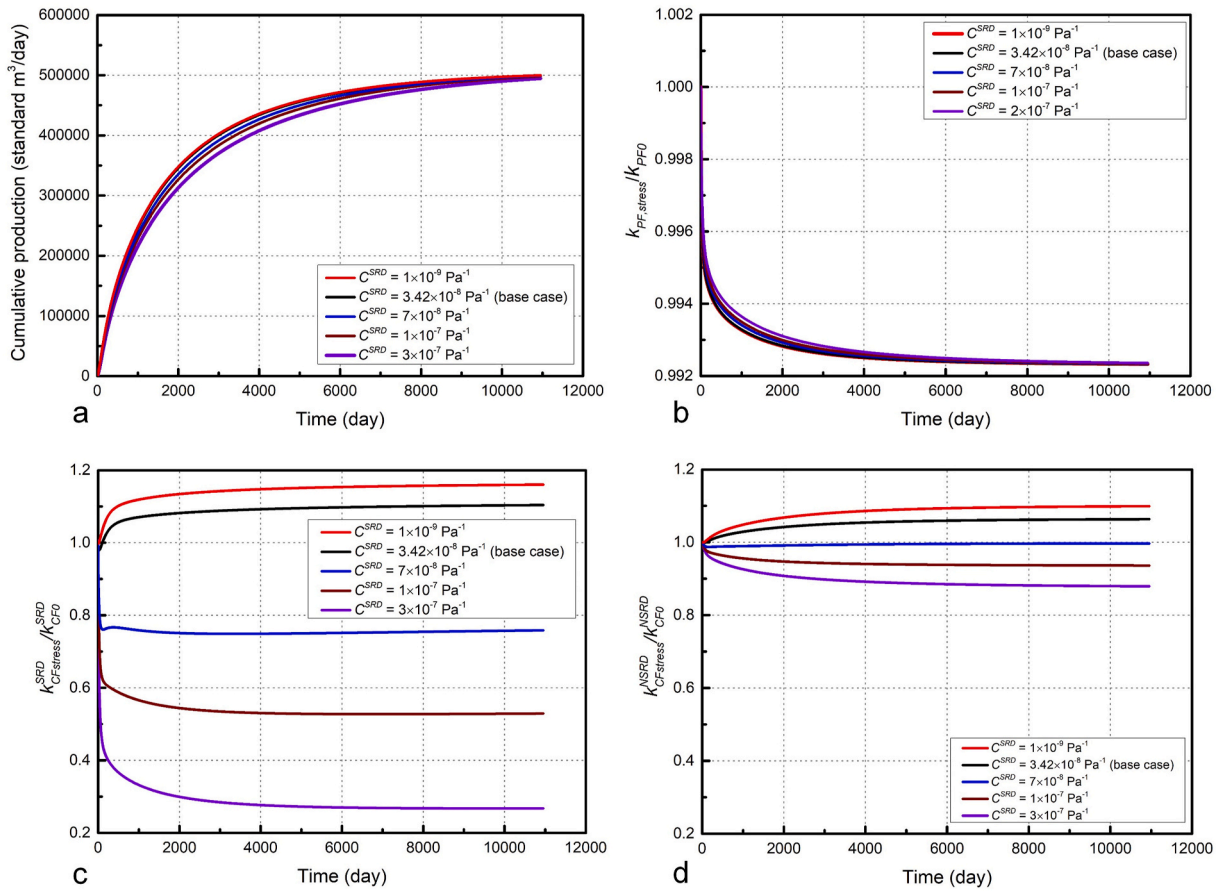 500000
400000
300000
200000
100000
0
Cumulative production (standard m³/day)
C^SRD = 1×10⁻⁹ Pa⁻¹
C^SRD = 3.42×10⁻⁸ Pa⁻¹ (base case)
C^SRD = 7×10⁻⁸ Pa⁻¹
C^SRD = 1×10⁻⁷ Pa⁻¹
C^SRD = 3×10⁻⁷ Pa⁻¹
0 2000 4000 6000 8000 10000 12000
a
Time (day)
1.002
1.000
0.998
0.996
0.994
0.992
k_PF,stress/k_PF0
C^SRD = 1×10⁻⁹ Pa⁻¹
C^SRD = 3.42×10⁻⁸ Pa⁻¹ (base case)
C^SRD = 7×10⁻⁸ Pa⁻¹
C^SRD = 1×10⁻⁷ Pa⁻¹
C^SRD = 2×10⁻⁷ Pa⁻¹
0 2000 4000 6000 8000 10000 12000
b
Time (day)
1.2
1.0
0.8
0.6
0.4
0.2
k^SRD_CFstress/k^SRD_CF0
C^SRD = 1×10⁻⁹ Pa⁻¹
C^SRD = 3.42×10⁻⁸ Pa⁻¹ (base case)
C^SRD = 7×10⁻⁸ Pa⁻¹
C^SRD = 1×10⁻⁷ Pa⁻¹
C^SRD = 3×10⁻⁷ Pa⁻¹
0 2000 4000 6000 8000 10000 12000
c
Time (day)
1.2
1.0
0.8
0.6
0.4
0.2
k^NSRD_CFstress/k^NSRD_CF0
C^SRD = 1×10⁻⁹ Pa⁻¹
C^SRD = 3.42×10⁻⁸ Pa⁻¹ (base case)
C^SRD = 7×10⁻⁸ Pa⁻¹
C^SRD = 1×10⁻⁷ Pa⁻¹
C^SRD = 3×10⁻⁷ Pa⁻¹
0 2000 4000 6000 8000 10000 12000
d
Time (day)